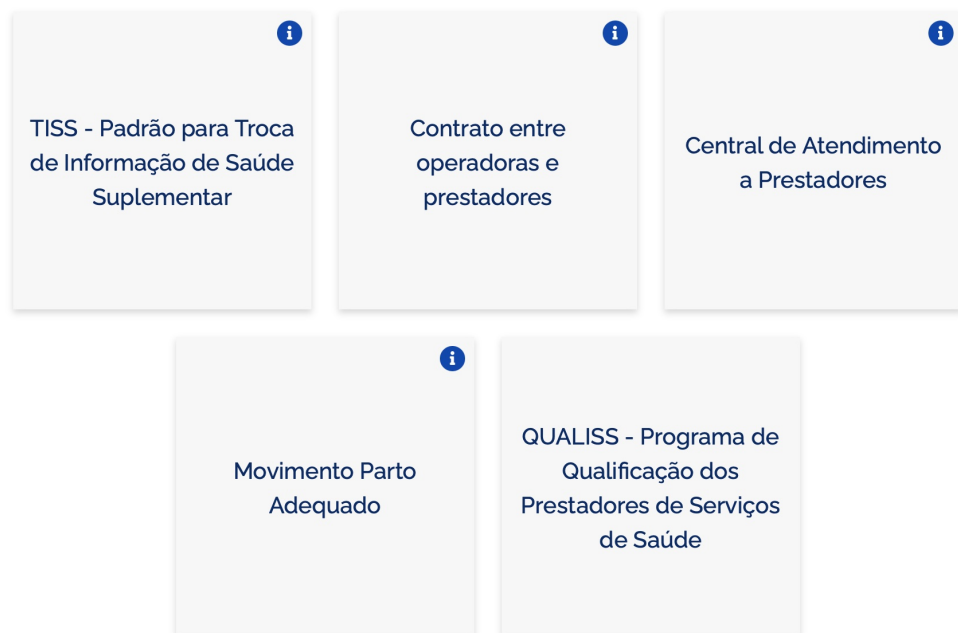 TISS - Padrão para Troca
de Informação de Saúde
Suplementar
Contrato entre
operadoras e
prestadores
Central de Atendimento
a Prestadores
Movimento Parto
Adequado
QUALISS - Programa de
Qualificação dos
Prestadores de Serviços
de Saúde